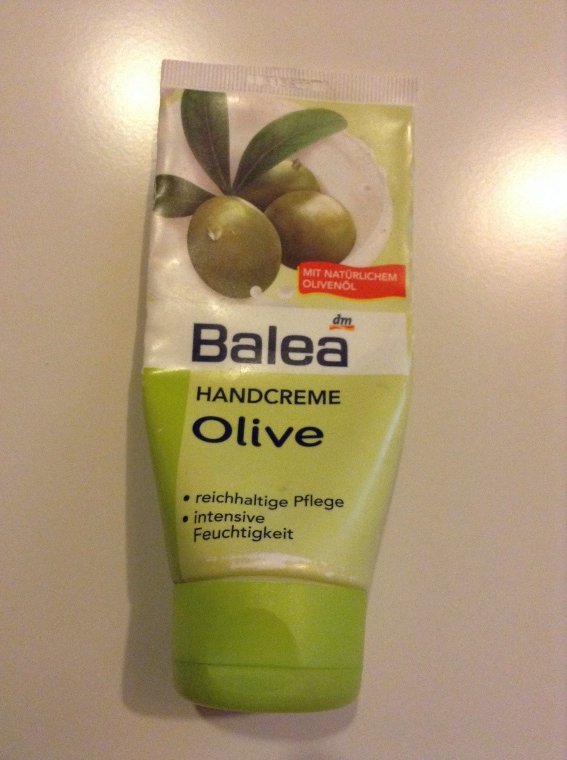 MIT NATÜRLICHEM
OLIVENÖL
dm
Balea
HANDCREME
Olive
• reichhaltige Pflege
• intensive
Feuchtigkeit